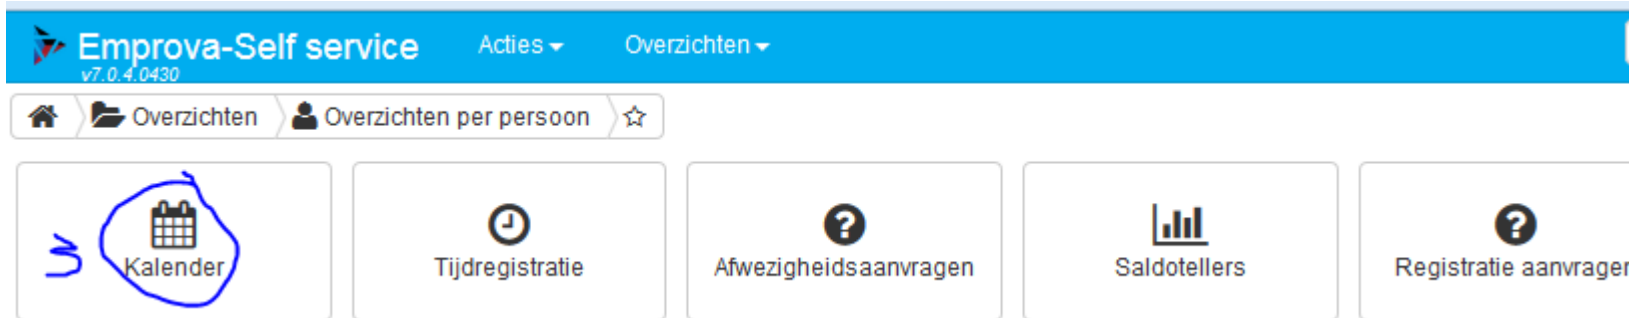 Emprova-Self service Acties Overzichten
v7.0.4.0430
Overzichten Overzichten per persoon
3 Kalender Tijdregistratie Afwezigheidsaanvragen Saldotellers Registratie aanvragen